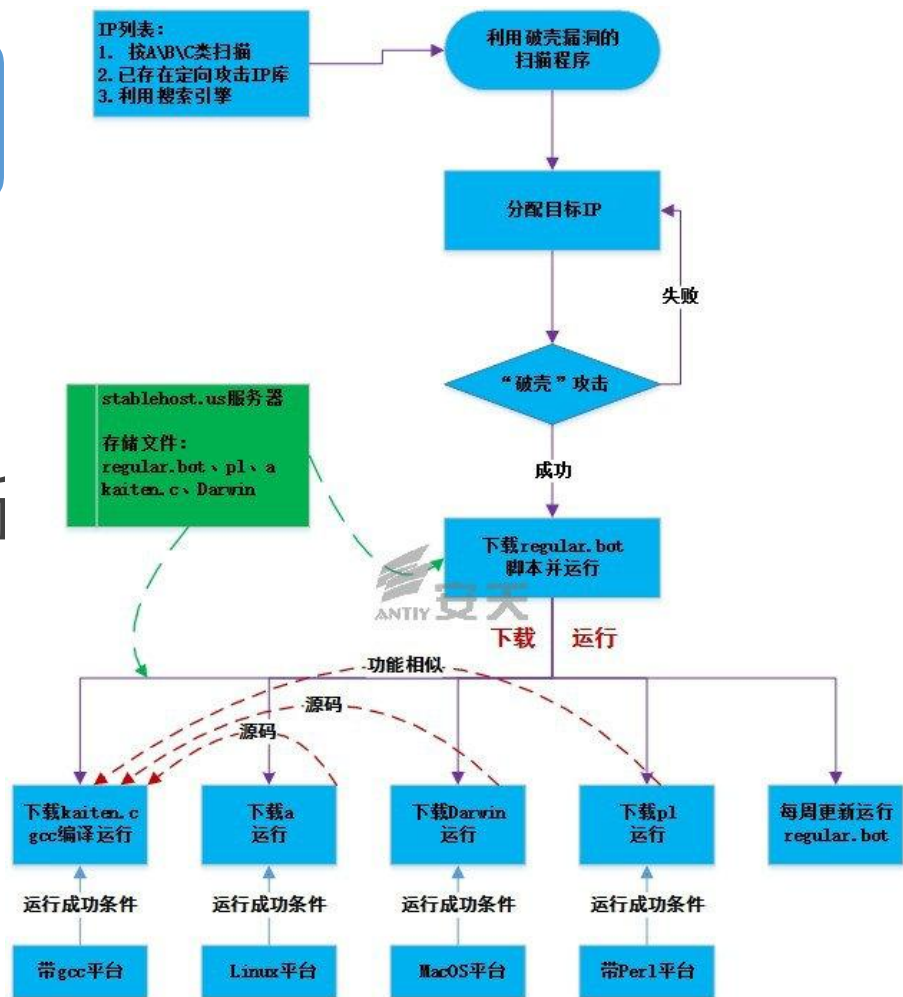 IP列表：
1. 按A\B\C类扫描
2.已存在定向攻击IP库
3.利用搜索引擎
利用破壳漏洞的
扫描程序
分配目标IP
失败
“破壳”攻击
stablehost.us服务器
存储文件：
regular.bot、pl、a
kaiten.c、Darwin
成功
下载regular.bot
脚本并运行
ANTIY 安天
下载 运行
功能相似
源码
源码
下载kaiten.c
gcc编译运行
下载a
运行
下载Darwin
运行
下载pl
运行
每周更新运行
regular.bot
运行成功条件
运行成功条件
运行成功条件
运行成功条件
带gcc平台
Linux平台
MacOS平台
带Perl平台